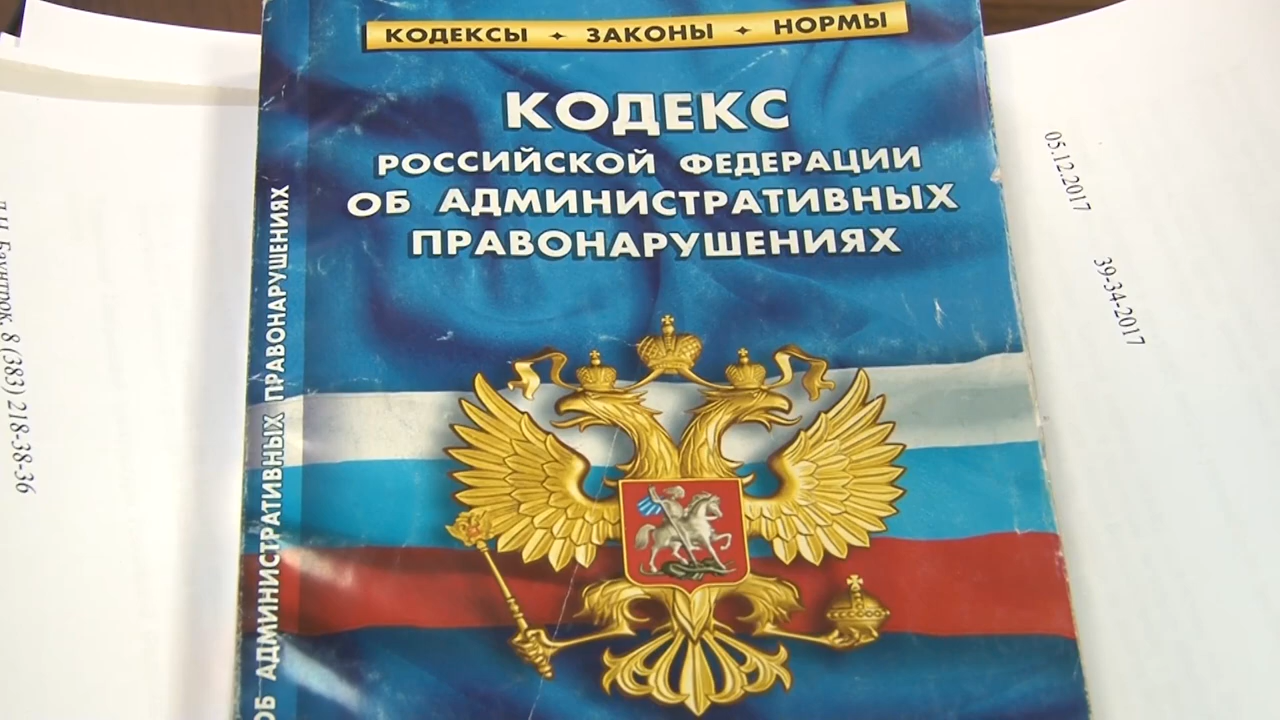 КОДЕКСЫ ✦ ЗАКОНЫ ✦ НОРМЫ
КОДЕКС
РОССИЙСКОЙ ФЕДЕРАЦИИ
ОБ АДМИНИСТРАТИВНЫХ
ПРАВОНАРУШЕНИЯХ
ОБ АДМИНИСТРАТИВНЫХ ПРАВОНАРУШЕНИЯХ
05.12.2017
39-34-2017
8 (383) 218-38-36